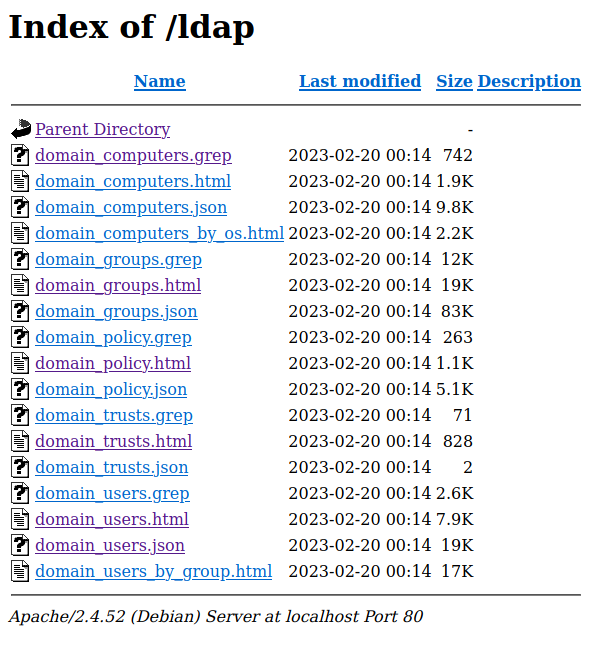 Index of /ldap
Name Last modified Size Description
Parent Directory -
domain_computers.grep 2023-02-20 00:14 742
domain_computers.html 2023-02-20 00:14 1.9K
domain_computers.json 2023-02-20 00:14 9.8K
domain_computers_by_os.html 2023-02-20 00:14 2.2K
domain_groups.grep 2023-02-20 00:14 12K
domain_groups.html 2023-02-20 00:14 19K
domain_groups.json 2023-02-20 00:14 83K
domain_policy.grep 2023-02-20 00:14 263
domain_policy.html 2023-02-20 00:14 1.1K
domain_policy.json 2023-02-20 00:14 5.1K
domain_trusts.grep 2023-02-20 00:14 71
domain_trusts.html 2023-02-20 00:14 828
domain_trusts.json 2023-02-20 00:14 2
domain_users.grep 2023-02-20 00:14 2.6K
domain_users.html 2023-02-20 00:14 7.9K
domain_users.json 2023-02-20 00:14 19K
domain_users_by_group.html 2023-02-20 00:14 17K
Apache/2.4.52 (Debian) Server at localhost Port 80